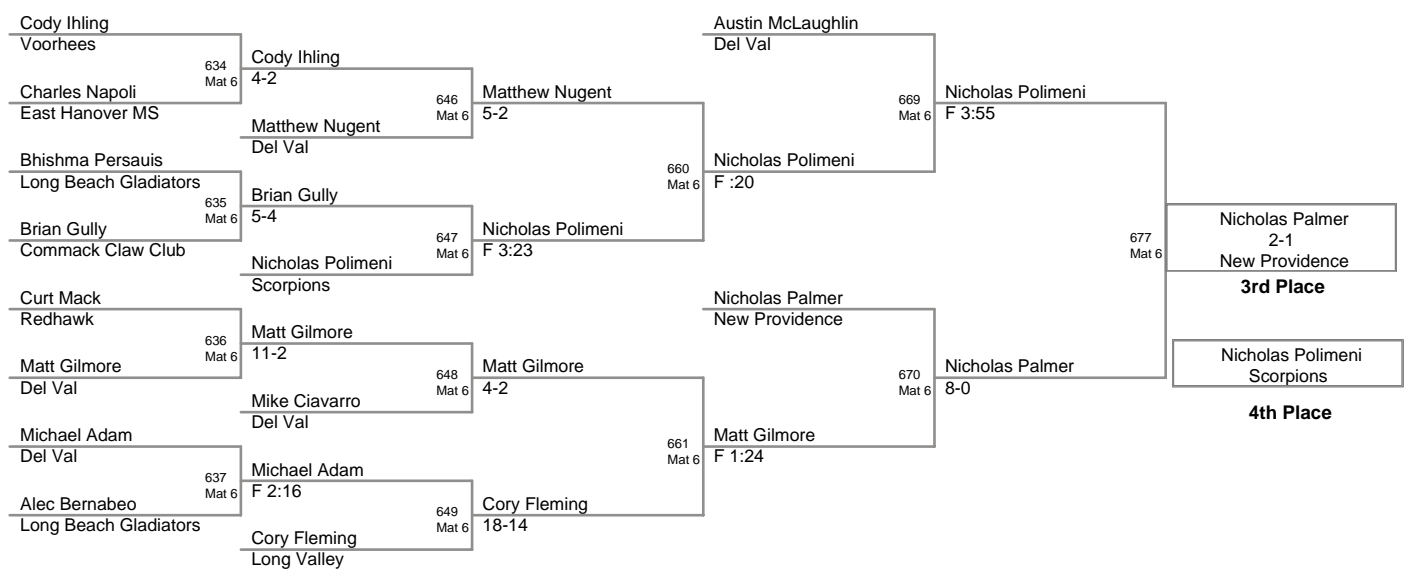 Cody Ihling
Voorhees
634
Mat 6
Charles Napoli
East Hanover MS
Bhishma Persauis
Long Beach Gladiators
635
Mat 6
Brian Gully
Commack Claw Club
Curt Mack
Redhawk
636
Mat 6
Matt Gilmore
Del Val
Michael Adam
Del Val
637
Mat 6
Alec Bernabeo
Long Beach Gladiators
Cody Ihling
4-2
646
Mat 6
Matthew Nugent
Del Val
Brian Gully
5-4
647
Mat 6
Nicholas Polimeni
Scorpions
Matt Gilmore
11-2
648
Mat 6
Mike Ciavarro
Del Val
Michael Adam
F 2:16
649
Mat 6
Cory Fleming
Long Valley
Matthew Nugent
5-2
660
Mat 6
Nicholas Polimeni
F 3:23
Matt Gilmore
4-2
661
Mat 6
Cory Fleming
18-14
Austin McLaughlin
Del Val
669
Mat 6
Nicholas Polimeni
F :20
Nicholas Palmer
New Providence
670
Mat 6
Matt Gilmore
F 1:24
Nicholas Polimeni
F 3:55
677
Mat 6
Nicholas Palmer
8-0
Nicholas Palmer
2-1
New Providence
3rd Place
Nicholas Polimeni
Scorpions
4th Place